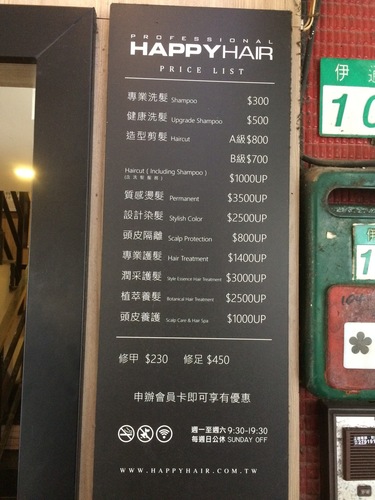 PROFESSIONAL
HAPPYHAIR
PRICE LIST
專業洗髮 Shampoo $300
健康洗髮 Upgrade Shampoo $500
造型剪髮 Haircut A級$800
B級$700
Haircut ( Including Shampoo ) $1000UP
質感燙髮 Permanent $3500UP
設計染髮 Stylish Color $2500UP
頭皮隔離 Scalp Protection $800UP
專業護髮 Hair Treatment $1400UP
潤采護髮 Style Essence Hair Treatment $3000UP
植萃養髮 Botanical Hair Treatment $2500UP
頭皮養護 Scalp Care & Hair Spa $1000UP
修甲 $230 修足 $450
申辦會員卡即可享有優惠
週一至週六 9:30-19:30
每週日公休 SUNDAY OFF
WWW.HAPPYHAIR.COM.TW
伊
10
1